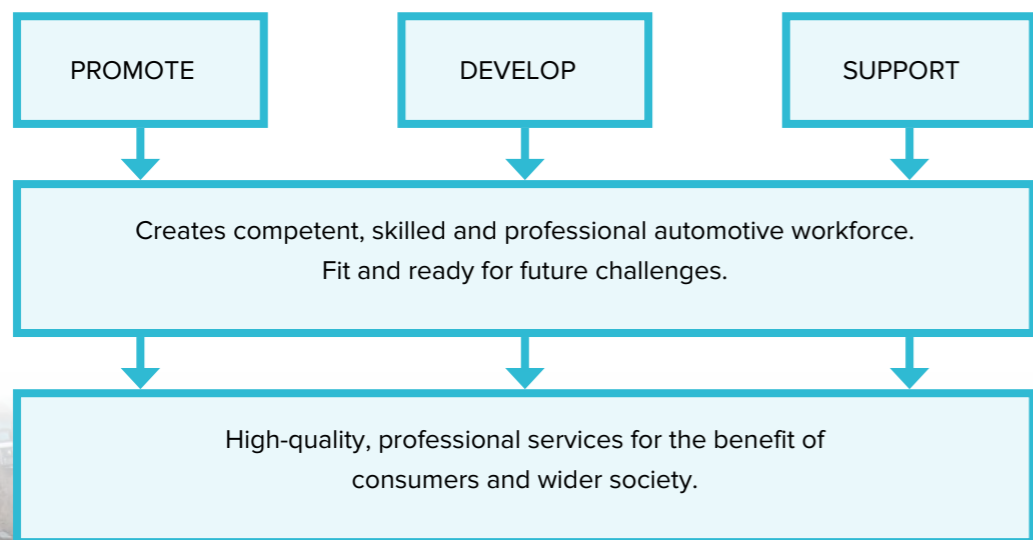 PROMOTE
DEVELOP
SUPPORT
Creates competent, skilled and professional automotive workforce.
Fit and ready for future challenges.
High-quality, professional services for the benefit of
consumers and wider society.